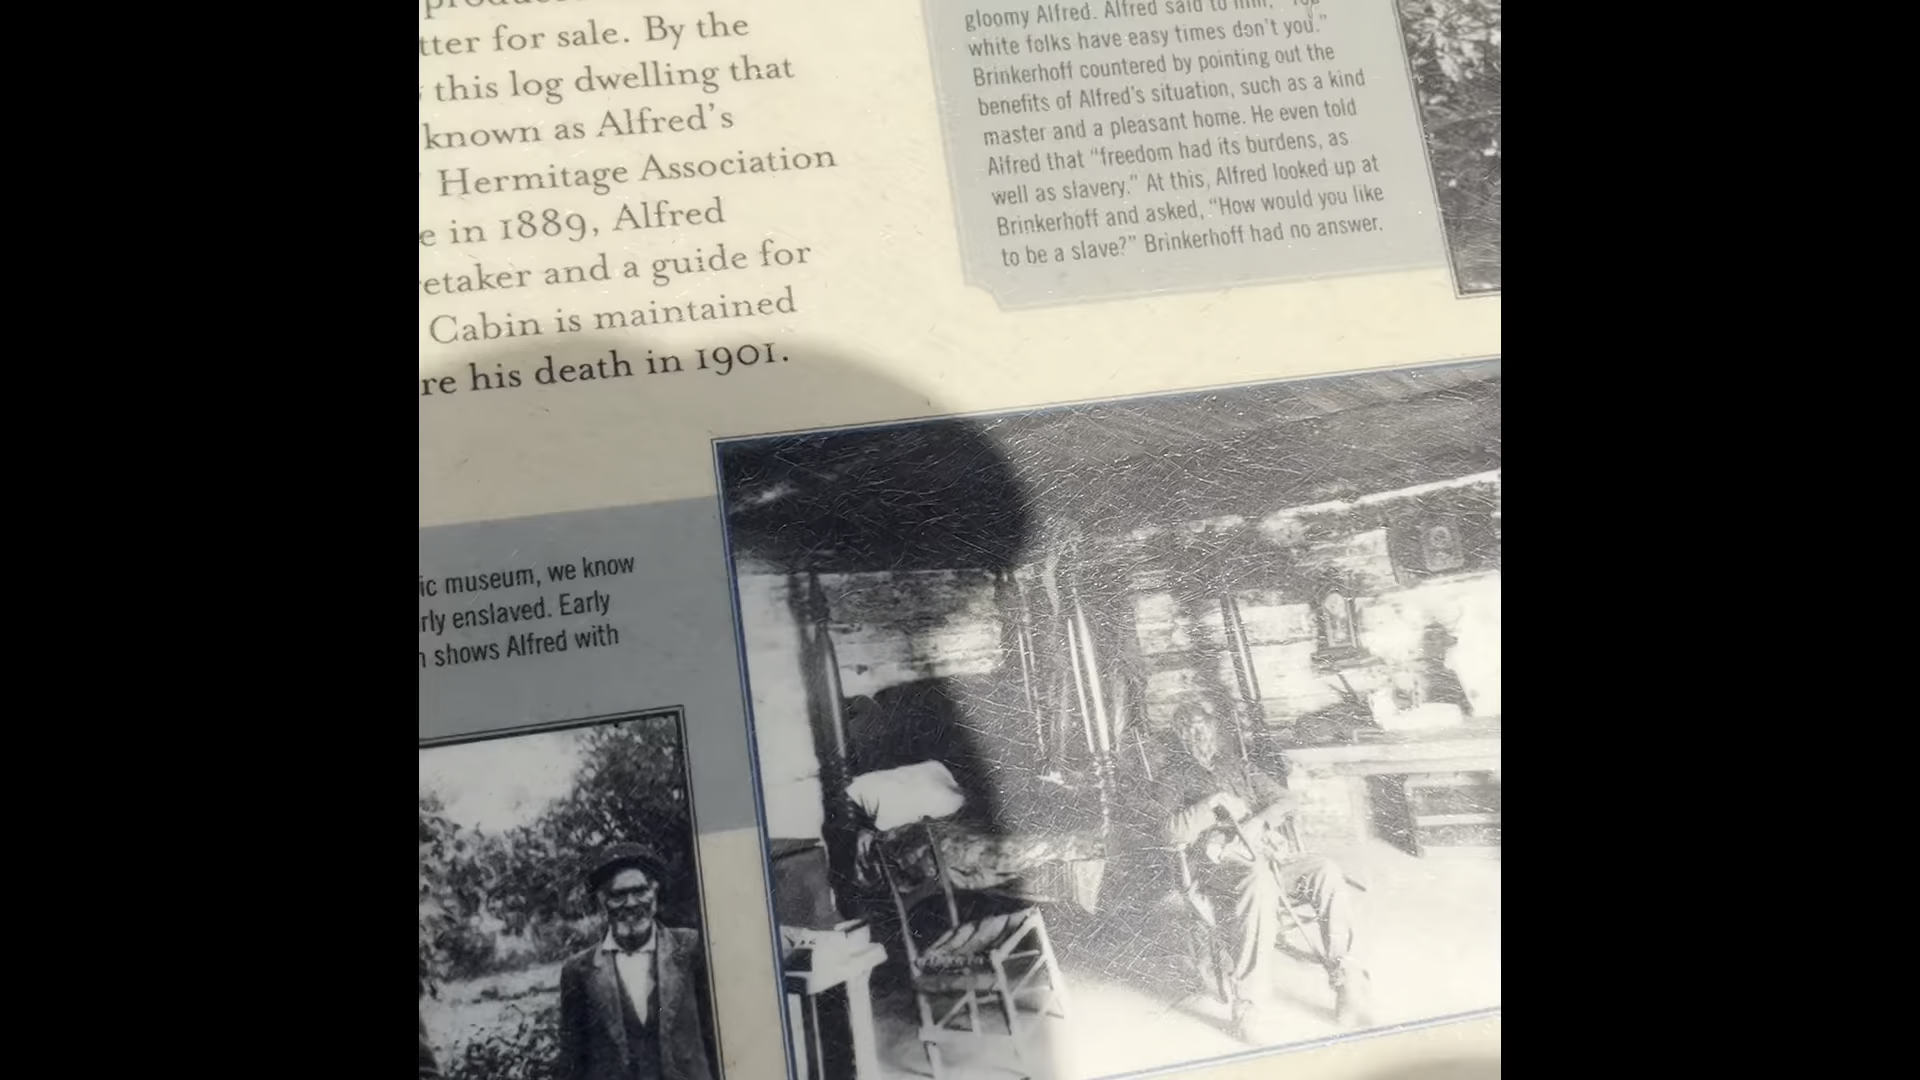 tter for sale. By the
this log dwelling that
known as Alfred's
Hermitage Association
e in 1889, Alfred
etaker and a guide for
Cabin is maintained
re his death in 1901.
gloomy Alfred. Alfred said to him, "You
white folks have easy times don't you."
Brinkerhoff countered by pointing out the
benefits of Alfred's situation, such as a kind
master and a pleasant home. He even told
Alfred that "freedom had its burdens, as
well as slavery." At this, Alfred looked up at
Brinkerhoff and asked, "How would you like
to be a slave?" Brinkerhoff had no answer.
ic museum, we know
rly enslaved. Early
shows Alfred with